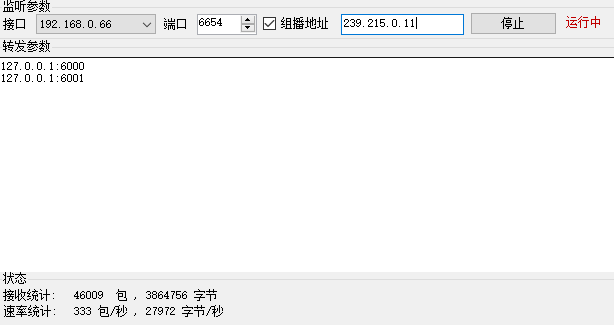 监听参数
接口 192.168.0.66 端口 6654 组播地址 239.215.0.11 停止 运行中
转发参数
127.0.0.1:6000
127.0.0.1:6001
状态
接收统计: 46009 包 , 3864756 字节
速率统计: 333 包/秒 , 27972 字节/秒